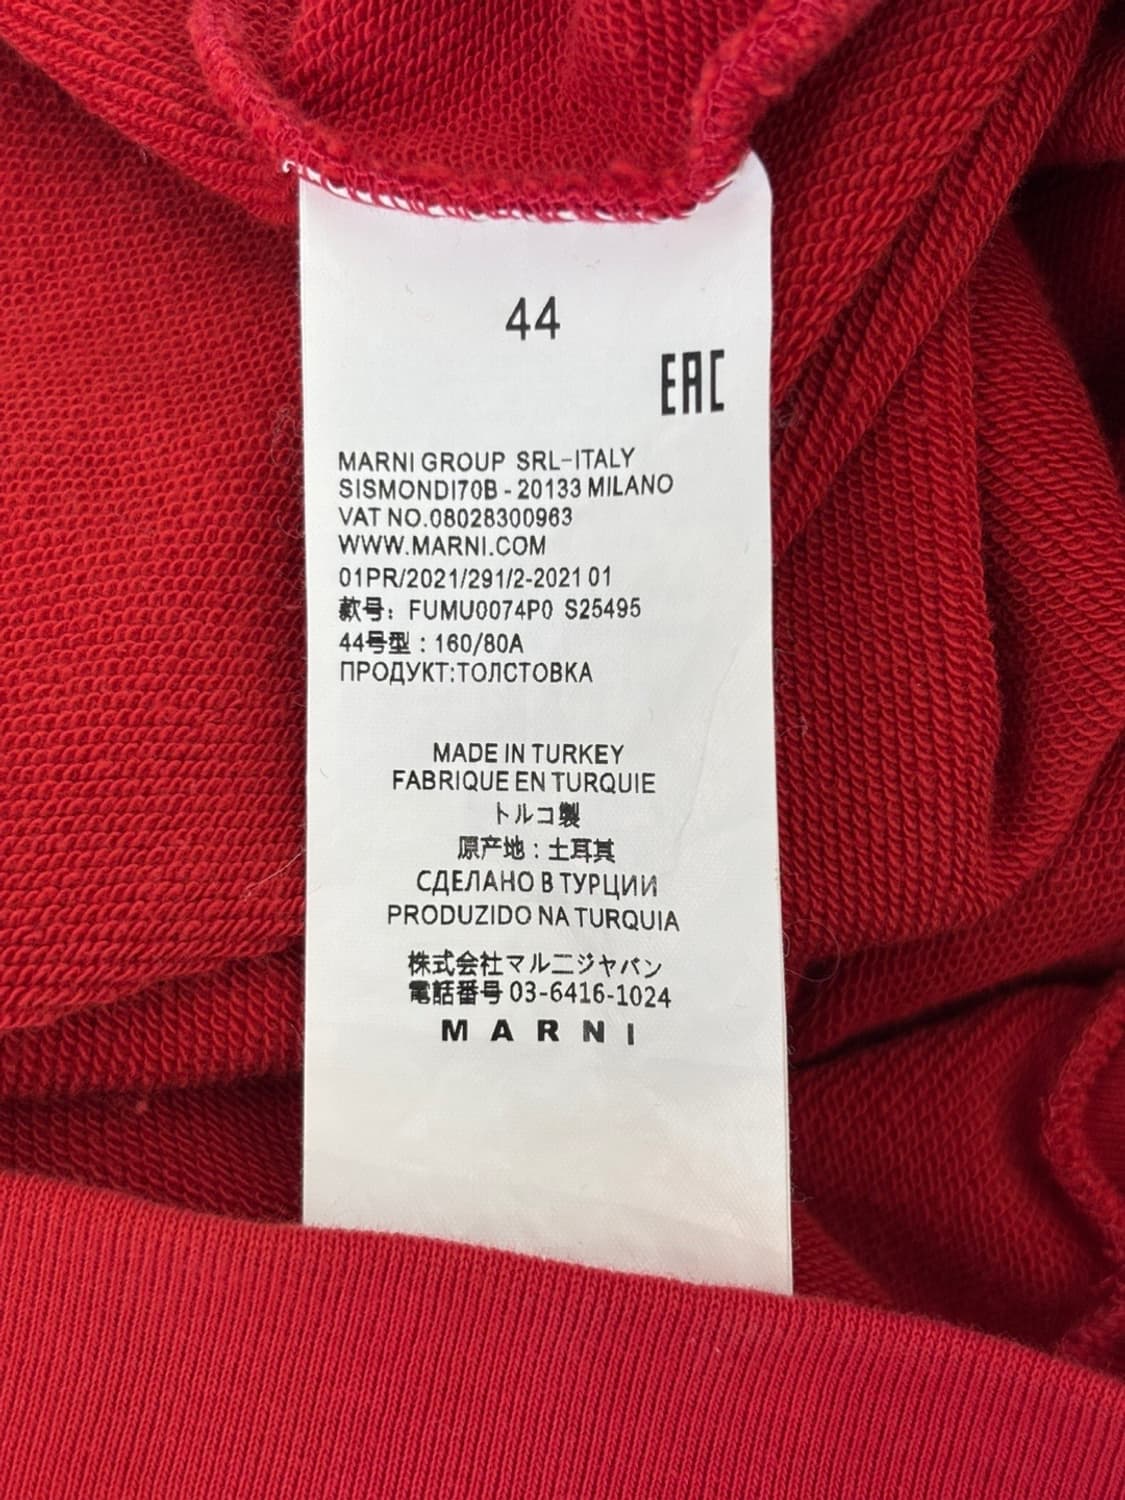 44
EAC
MARNI GROUP SRL-ITALY
SISMONDI70B - 20133 MILANO
VAT NO.08028300963
WWW.MARNI.COM
01PR/2021/291/2-2021 01
款号: FUMU0074P0 S25495
44号型 : 160/80A
ПРОДУКТ:ТОЛСТОВКА
MADE IN TURKEY
FABRIQUE EN TURQUIE
トルコ製
原产地 : 土耳其
СДЕЛАНО В ТУРЦИИ
PRODUZIDO NA TURQUIA
株式会社マルニジャパン
電話番号 03-6416-1024
MARNI